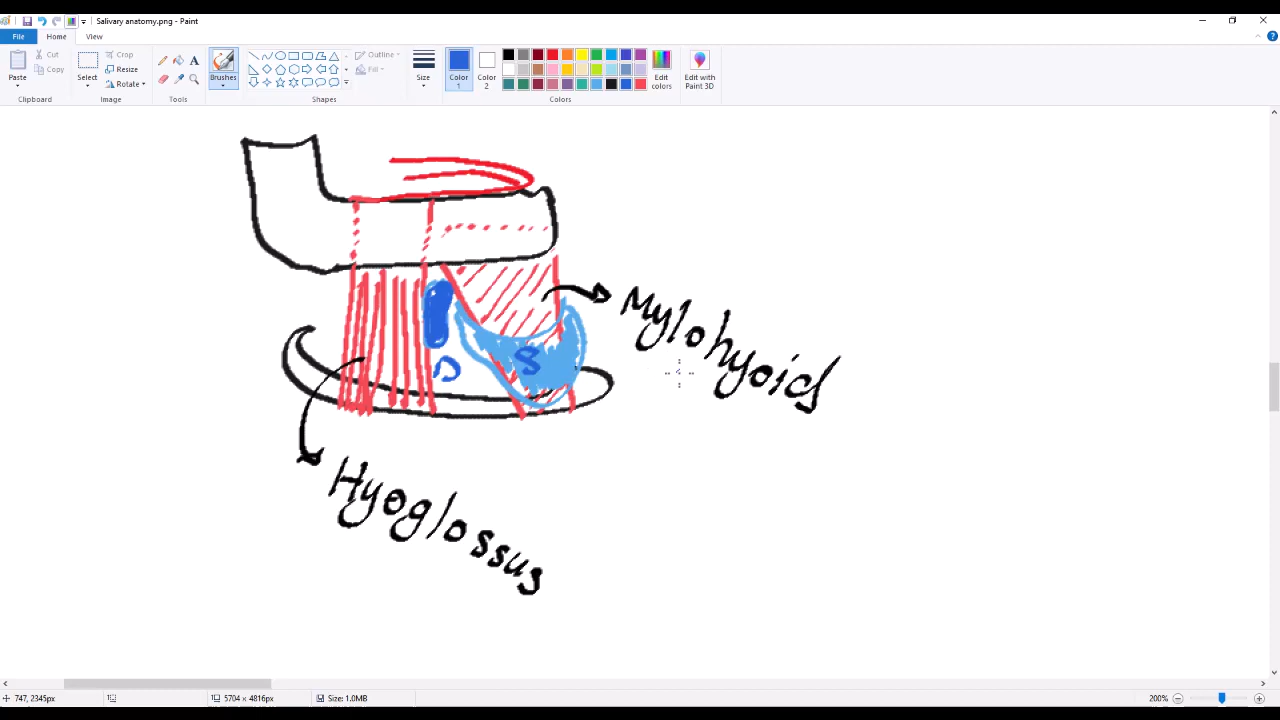 Salivary anatomy.png - Paint
File
Home
View
Paste
Cut
Copy
Clipboard
Select
Crop
Resize
Rotate
Image
A
Tools
Brushes
Shapes
Outline
Fill
Size
Color
1
Color
2
Edit
colors
Edit with
Paint 3D
Colors
Mylohyoid
S
D
Hyoglossus
747, 2345px
5704 × 4816px
Size: 1.0MB
200%